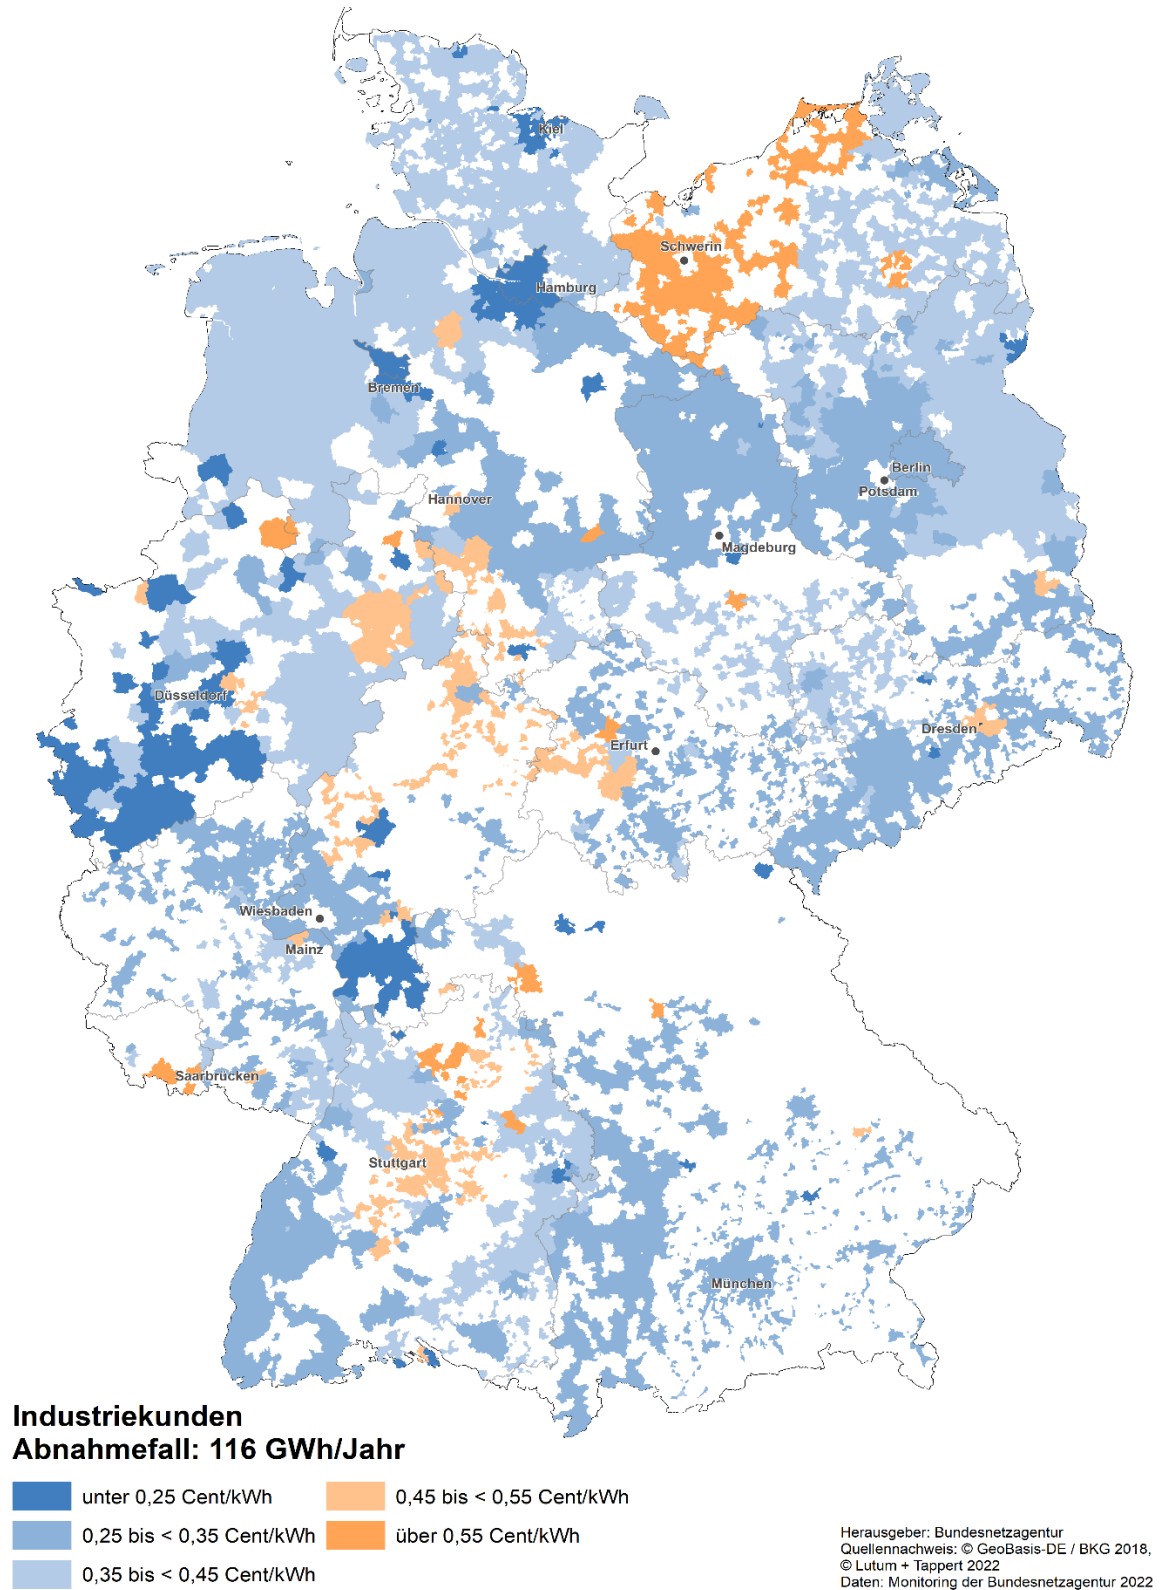 Kiel
Schwerin
Hamburg
Bremen
Berlin
Potsdam
Hannover
Magdeburg
Düsseldorf
Dresden
Erfurt
Wiesbaden
Mainz
Saarbrücken
Stuttgart
München
Industriekunden
Abnahmefall: 116 GWh/Jahr
unter 0,25 Cent/kWh
0,25 bis < 0,35 Cent/kWh
0,35 bis < 0,45 Cent/kWh
0,45 bis < 0,55 Cent/kWh
über 0,55 Cent/kWh
Herausgeber: Bundesnetzagentur
Quellennachweis: © GeoBasis-DE / BKG 2018,
© Lutum + Tappert 2022
Daten: Monitoring der Bundesnetzagentur 2022